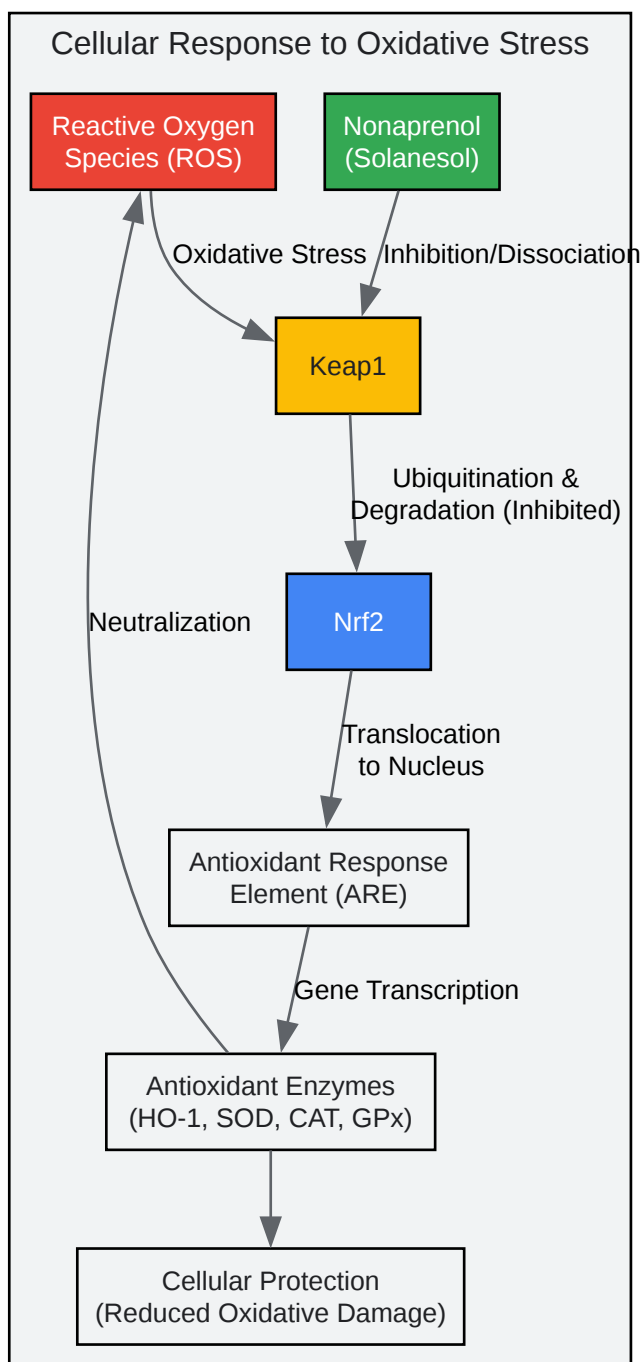 Cellular Response to Oxidative Stress
Reactive Oxygen
Species (ROS)
Nonaprenol
(Solanesol)
Oxidative Stress
Inhibition/Dissociation
Keap1
Ubiquitination &
Degradation (Inhibited)
Nrf2
Neutralization
Translocation
to Nucleus
Antioxidant Response
Element (ARE)
Gene Transcription
Antioxidant Enzymes
(HO-1, SOD, CAT, GPx)
Cellular Protection
(Reduced Oxidative Damage)